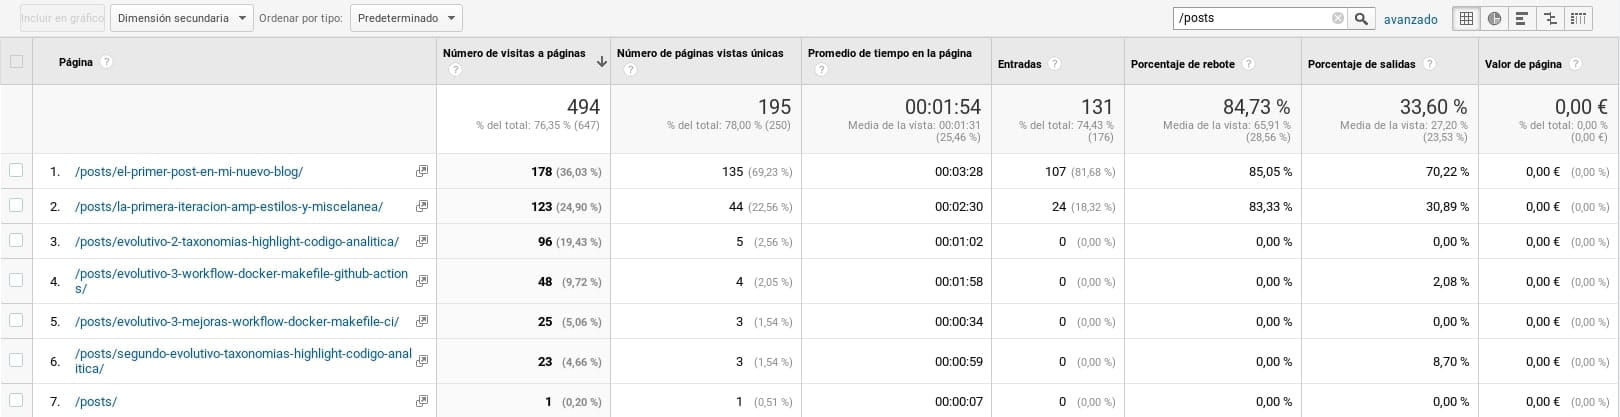 Incluir en gráfico Dimensión secundaria Ordenar por tipo: Predeterminado /posts avanzado
Página ? Número de visitas a páginas ? Número de páginas vistas únicas ? Promedio de tiempo en la página ? Entradas ? Porcentaje de rebote ? Porcentaje de salidas ? Valor de página ?
494 195 00:01:54 131 84,73 % 33,60 % 0,00 €
% del total: 76,35 % (647) % del total: 78,00 % (250) Media de la vista: 00:01:31 % del total: 74,43 % Media de la vista: 65,91 % Media de la vista: 27,20 % % del total: 0,00 %
(25,46 %) (176) (28,56 %) (23,53 %) (0,00 €)
1. /posts/el-primer-post-en-mi-nuevo-blog/ 178 (36,03 %) 135 (69,23 %) 00:03:28 107 (81,68 %) 85,05 % 70,22 % 0,00 € (0,00 %)
2. /posts/la-primera-iteracion-amp-estilos-y-miscelanea/ 123 (24,90 %) 44 (22,56 %) 00:02:30 24 (18,32 %) 83,33 % 30,89 % 0,00 € (0,00 %)
3. /posts/evolutivo-2-taxonomias-highlight-codigo-analitica/ 96 (19,43 %) 5 (2,56 %) 00:01:02 0 (0,00 %) 0,00 % 0,00 % 0,00 € (0,00 %)
4. /posts/evolutivo-3-workflow-docker-makefile-github-action
s/ 48 (9,72 %) 4 (2,05 %) 00:01:58 0 (0,00 %) 0,00 % 2,08 % 0,00 € (0,00 %)
5. /posts/evolutivo-3-mejoras-workflow-docker-makefile-ci/ 25 (5,06 %) 3 (1,54 %) 00:00:34 0 (0,00 %) 0,00 % 0,00 % 0,00 € (0,00 %)
6. /posts/segundo-evolutivo-taxonomias-highlight-codigo-anal
itica/ 23 (4,66 %) 3 (1,54 %) 00:00:59 0 (0,00 %) 0,00 % 8,70 % 0,00 € (0,00 %)
7. /posts/ 1 (0,20 %) 1 (0,51 %) 00:00:07 0 (0,00 %) 0,00 % 0,00 % 0,00 € (0,00 %)